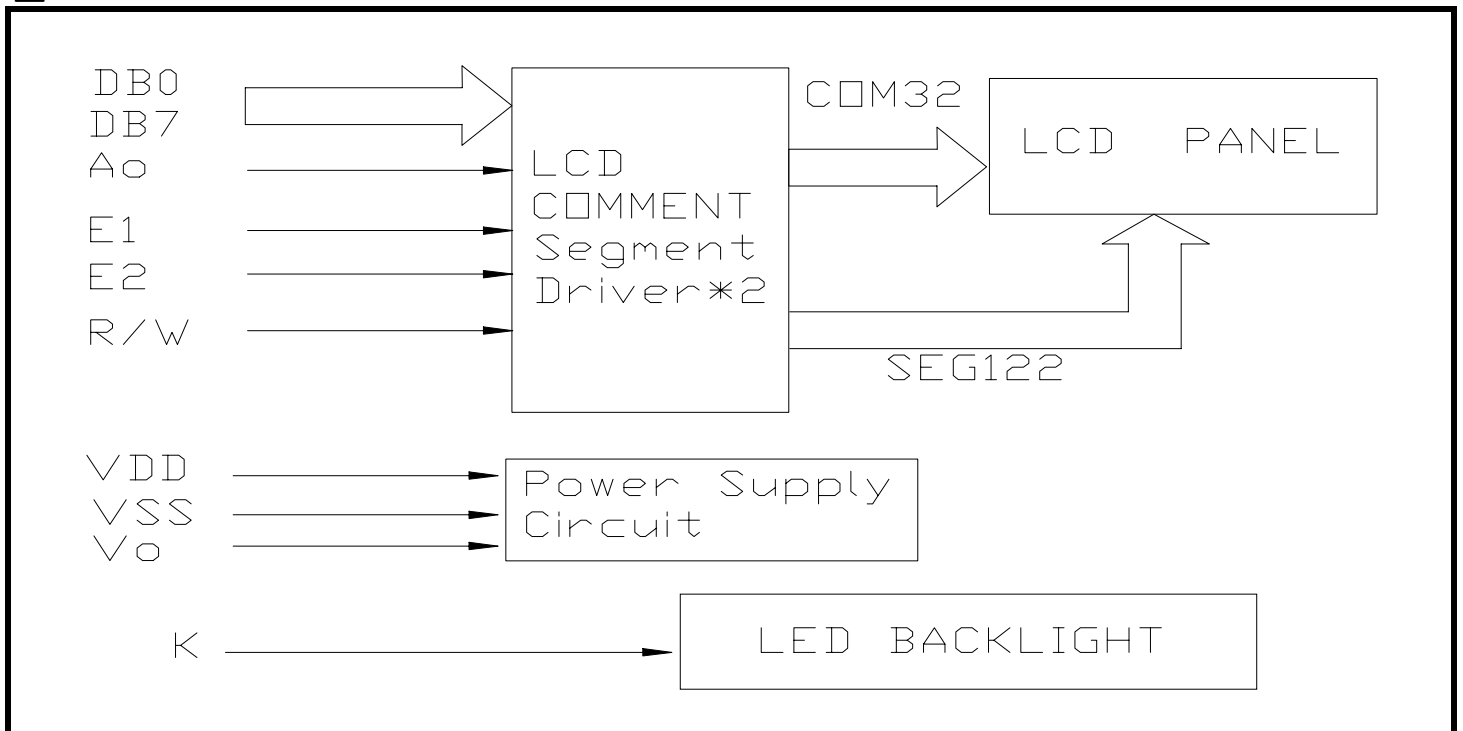 DB0
DB7
Ao
E1
E2
R/W
LCD
COMMENT
Segment
Driver*2
COM32
LCD PANEL
SEG122
VDD
VSS
Vo
Power Supply
Circuit
K
LED BACKLIGHT